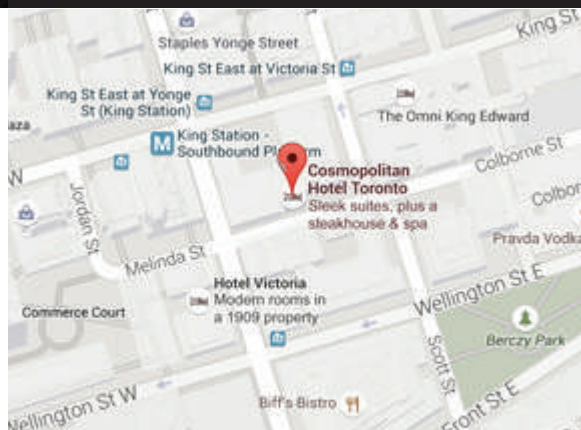 King St
Staples Yonge Street
King St East at Victoria St
King St East at Yonge
St (King Station)
The Omni King Edward
aza
M
King Station -
Southbound Pl
m
Colborne St
W
Cosmopolitan
Hotel Toronto
Sleek suites, plus a
steakhouse & spa
Jordan St
Colbo
Pravda Vodka
Melinda St
Wellington St E
Hotel Victoria
Modern rooms in
a 1909 property
Commerce Court
Berczy Park
Scott St
Biff's Bistro
Front St E
Wellington St W